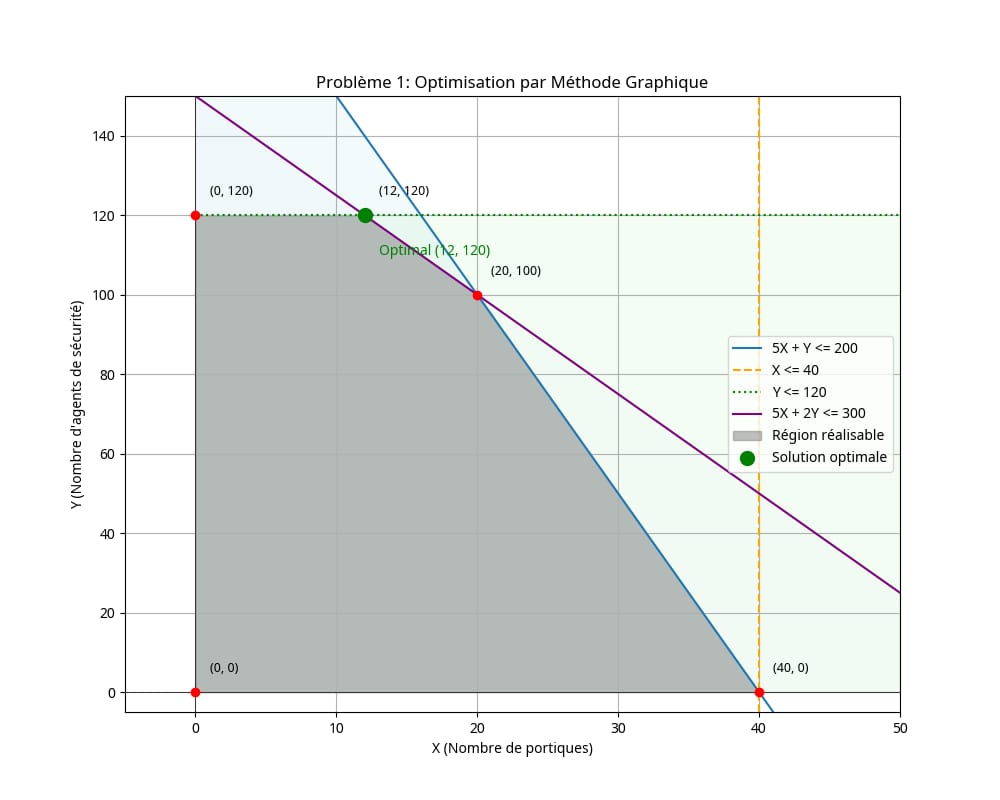 Problème 1: Optimisation par Méthode Graphique
Y (Nombre d'agents de sécurité)
140
120
100
80
60
40
20
0
(0, 120)
(12, 120)
Optimal (12, 120)
(20, 100)
5X + Y <= 200
X <= 40
Y <= 120
5X + 2Y <= 300
Région réalisable
Solution optimale
(0, 0)
(40, 0)
0
10
20
30
40
50
X (Nombre de portiques)